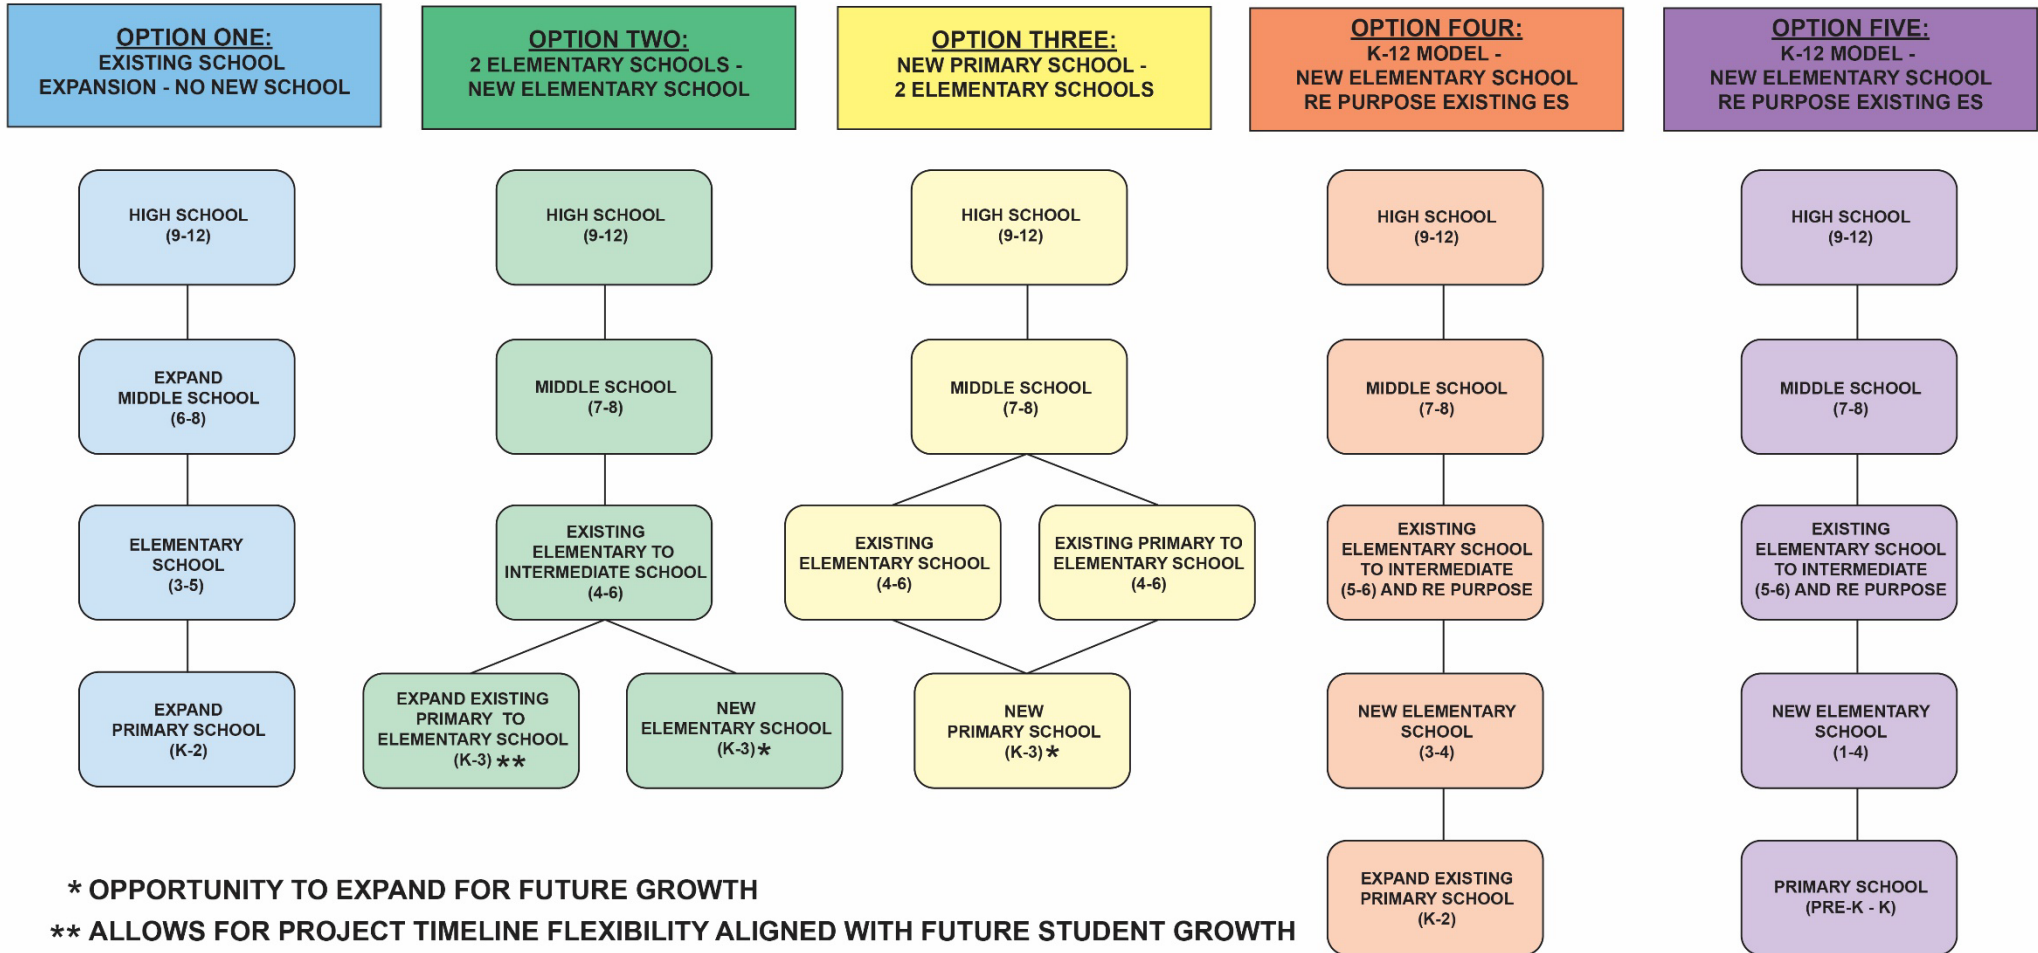 OPTION ONE:
EXISTING SCHOOL
EXPANSION - NO NEW SCHOOL
HIGH SCHOOL
(9-12)
EXPAND
MIDDLE SCHOOL
(6-8)
ELEMENTARY
SCHOOL
(3-5)
EXPAND
PRIMARY SCHOOL
(K-2)
OPTION TWO:
2 ELEMENTARY SCHOOLS -
NEW ELEMENTARY SCHOOL
HIGH SCHOOL
(9-12)
MIDDLE SCHOOL
(7-8)
EXISTING
ELEMENTARY TO
INTERMEDIATE SCHOOL
(4-6)
EXPAND EXISTING
PRIMARY TO
ELEMENTARY SCHOOL
(K-3) **
NEW
ELEMENTARY SCHOOL
(K-3)*
OPTION THREE:
NEW PRIMARY SCHOOL -
2 ELEMENTARY SCHOOLS
HIGH SCHOOL
(9-12)
MIDDLE SCHOOL
(7-8)
EXISTING
ELEMENTARY SCHOOL
(4-6)
EXISTING PRIMARY TO
ELEMENTARY SCHOOL
(4-6)
NEW
PRIMARY SCHOOL
(K-3)*
OPTION FOUR:
K-12 MODEL -
NEW ELEMENTARY SCHOOL
RE PURPOSE EXISTING ES
HIGH SCHOOL
(9-12)
MIDDLE SCHOOL
(7-8)
EXISTING
ELEMENTARY SCHOOL
TO INTERMEDIATE
(5-6) AND RE PURPOSE
NEW ELEMENTARY
SCHOOL
(3-4)
EXPAND EXISTING
PRIMARY SCHOOL
(K-2)
OPTION FIVE:
K-12 MODEL -
NEW ELEMENTARY SCHOOL
RE PURPOSE EXISTING ES
HIGH SCHOOL
(9-12)
MIDDLE SCHOOL
(7-8)
EXISTING
ELEMENTARY SCHOOL
TO INTERMEDIATE
(5-6) AND RE PURPOSE
NEW ELEMENTARY
SCHOOL
(1-4)
PRIMARY SCHOOL
(PRE-K - K)
* OPPORTUNITY TO EXPAND FOR FUTURE GROWTH
** ALLOWS FOR PROJECT TIMELINE FLEXIBILITY ALIGNED WITH FUTURE STUDENT GROWTH